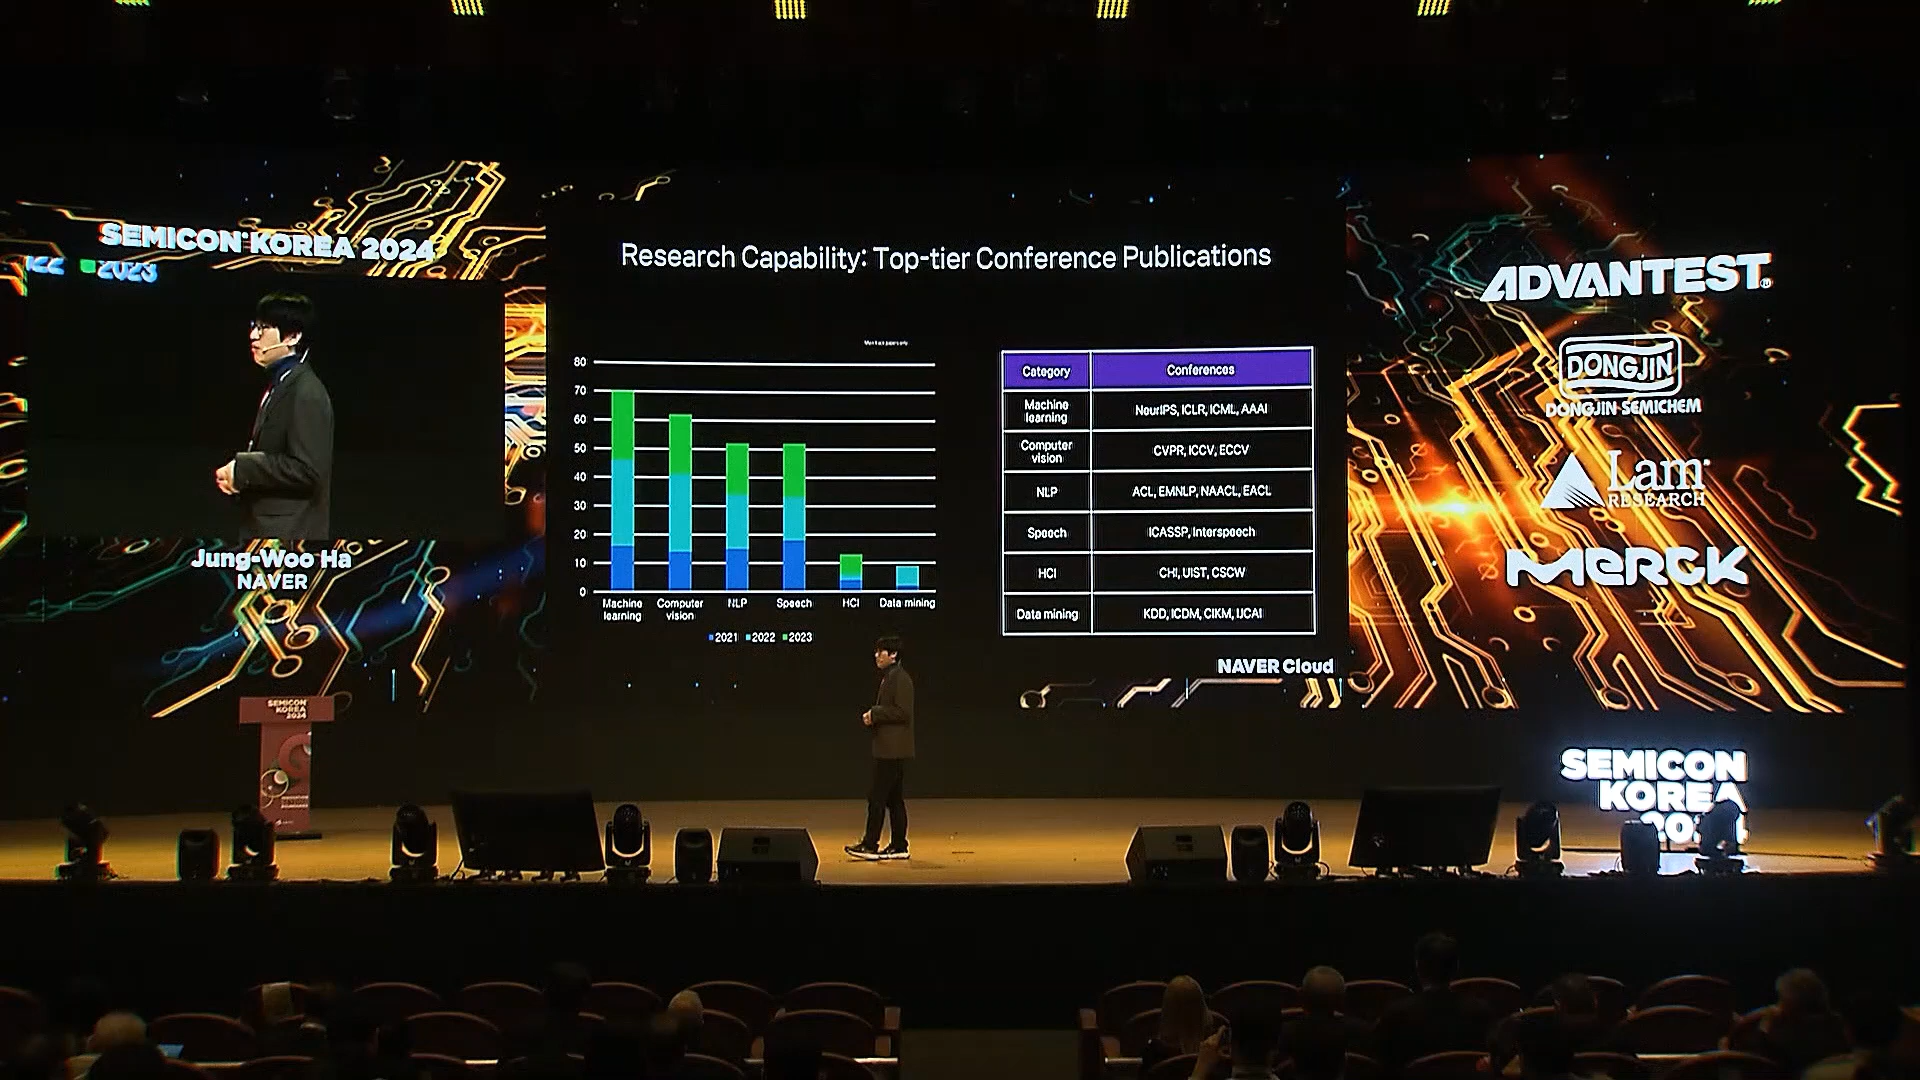 SEMICON KOREA 2024
2023
Jung-Woo Ha
NAVER
SEMICON
KOREA
2024
Research Capability: Top-tier Conference Publications
80
70
60
50
40
30
20
10
0
Machine learning
Computer vision
NLP
Speech
HCI
Data mining
2021 2022 2023
Category Conferences
Machine learning NeurIPS, ICLR, ICML, AAAI
Computer vision CVPR, ICCV, ECCV
NLP ACL, EMNLP, NAACL, EACL
Speech ICASSP, Interspeech
HCI CHI, UIST, CSCW
Data mining KDD, ICDM, CIKM, IJCAI
NAVER Cloud
ADVANTEST
DONGJIN
DONGJIN SEMICHEM
Lam
RESEARCH
MERCK
SEMICON
KOREA